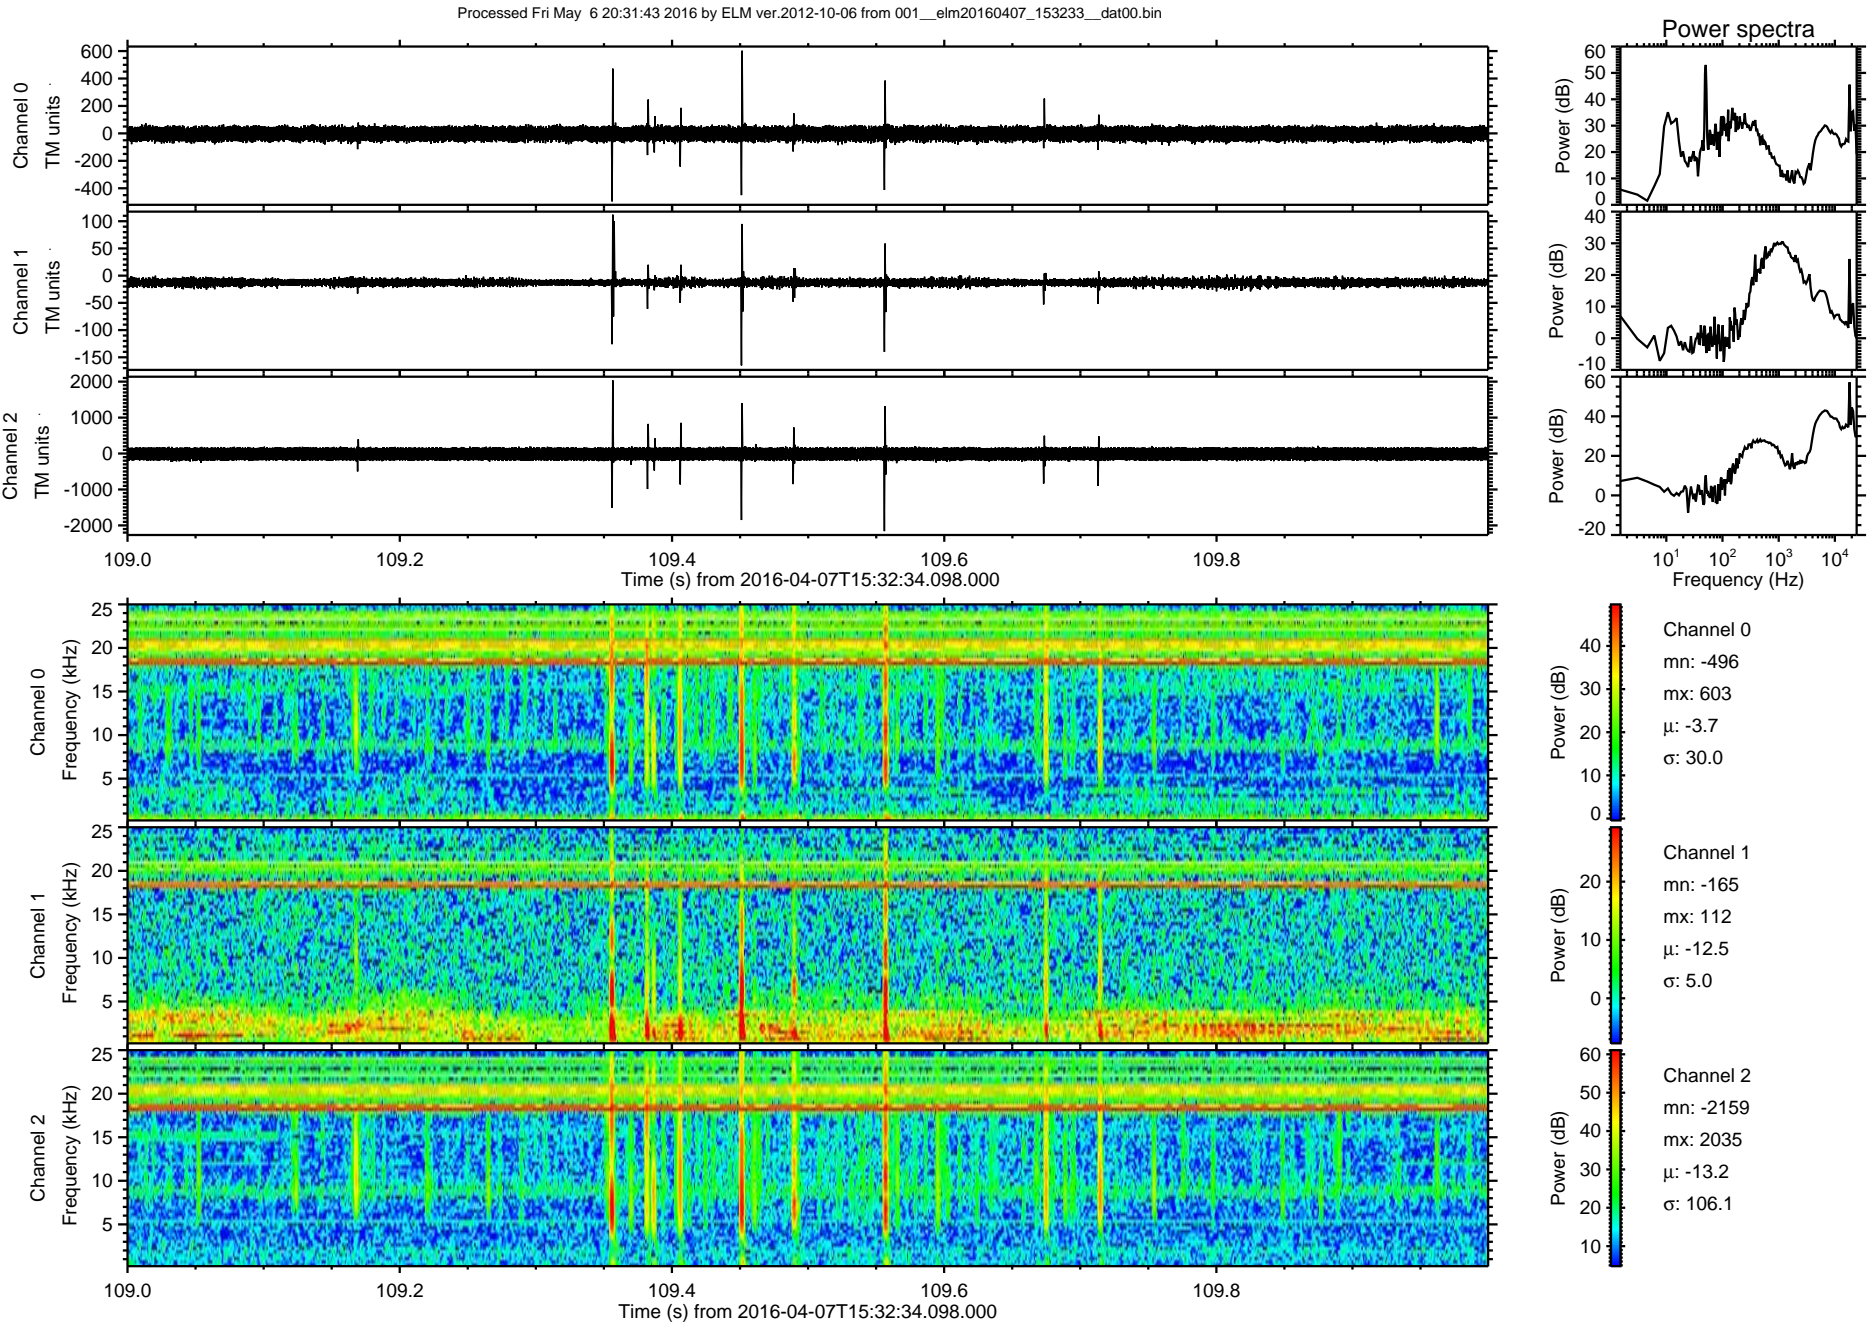 Processed Fri May  6 20:31:43 2016 by ELM ver.2012-10-06 from 001__elm20160407_153233__dat00.bin
Power spectra
Channel 0
TM units
600
400
200
0
-200
-400
Power (dB)
60
50
40
30
20
10
0
Channel 1
TM units
100
50
0
-50
-100
-150
Power (dB)
40
30
20
10
0
-10
Channel 2
TM units
2000
1000
0
-1000
-2000
Power (dB)
60
40
20
0
-20
109.0 109.2 109.4 109.6 109.8
Time (s) from 2016-04-07T15:32:34.098.000
10^1 10^2 10^3 10^4
Frequency (Hz)
Channel 0
Frequency (kHz)
25
20
15
10
5
Power (dB)
40
30
20
10
0
Channel 0
mn: -496
mx: 603
μ: -3.7
σ: 30.0
Channel 1
Frequency (kHz)
25
20
15
10
5
Power (dB)
20
10
0
Channel 1
mn: -165
mx: 112
μ: -12.5
σ: 5.0
Channel 2
Frequency (kHz)
25
20
15
10
5
Power (dB)
60
50
40
30
20
10
Channel 2
mn: -2159
mx: 2035
μ: -13.2
σ: 106.1
109.0 109.2 109.4 109.6 109.8
Time (s) from 2016-04-07T15:32:34.098.000